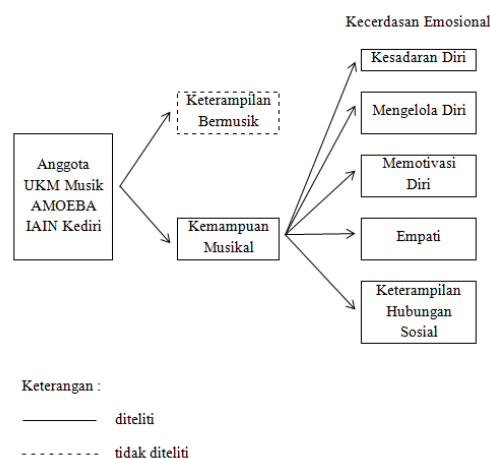 Kecerdasan Emosional
Kesadaran Diri
Keterampilan
Bermusik
Mengelola Diri
Anggota
UKM Musik
AMOEBA
IAIN Kediri
Memotivasi
Diri
Kemampuan
Musikal
Empati
Keterampilan
Hubungan
Sosial
Keterangan :
diteliti
tidak diteliti